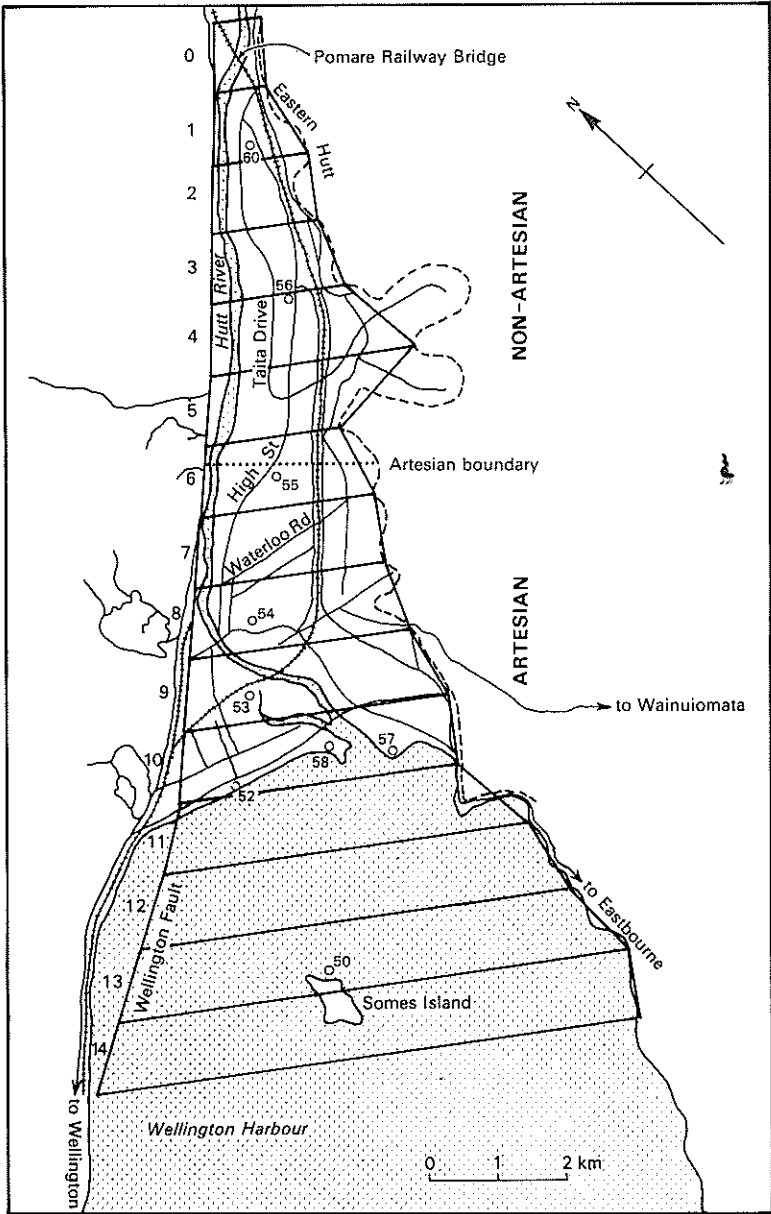 0
Pomare Railway Bridge
N
Eastern Hutt
1
60
2
3
Hutt River
56
Taita Drive
NON-ARTESIAN
4
5
High St
Artesian boundary
6
55
Waterloo Rd
7
8
54
ARTESIAN
9
53
to Wainuiomata
57
10
58
52
11
Wellington Fault
12
to Eastbourne
50
13
Somes Island
14
to Wellington
Wellington Harbour
0 1 2 km